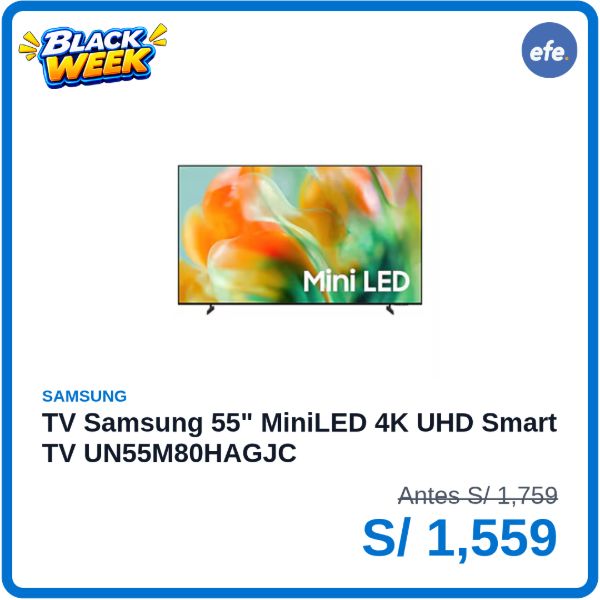 BLACK
WEEK
efe.
Mini LED
SAMSUNG
TV Samsung 55" MiniLED 4K UHD Smart
TV UN55M80HAGJC
Antes S/ 1,759
S/ 1,559